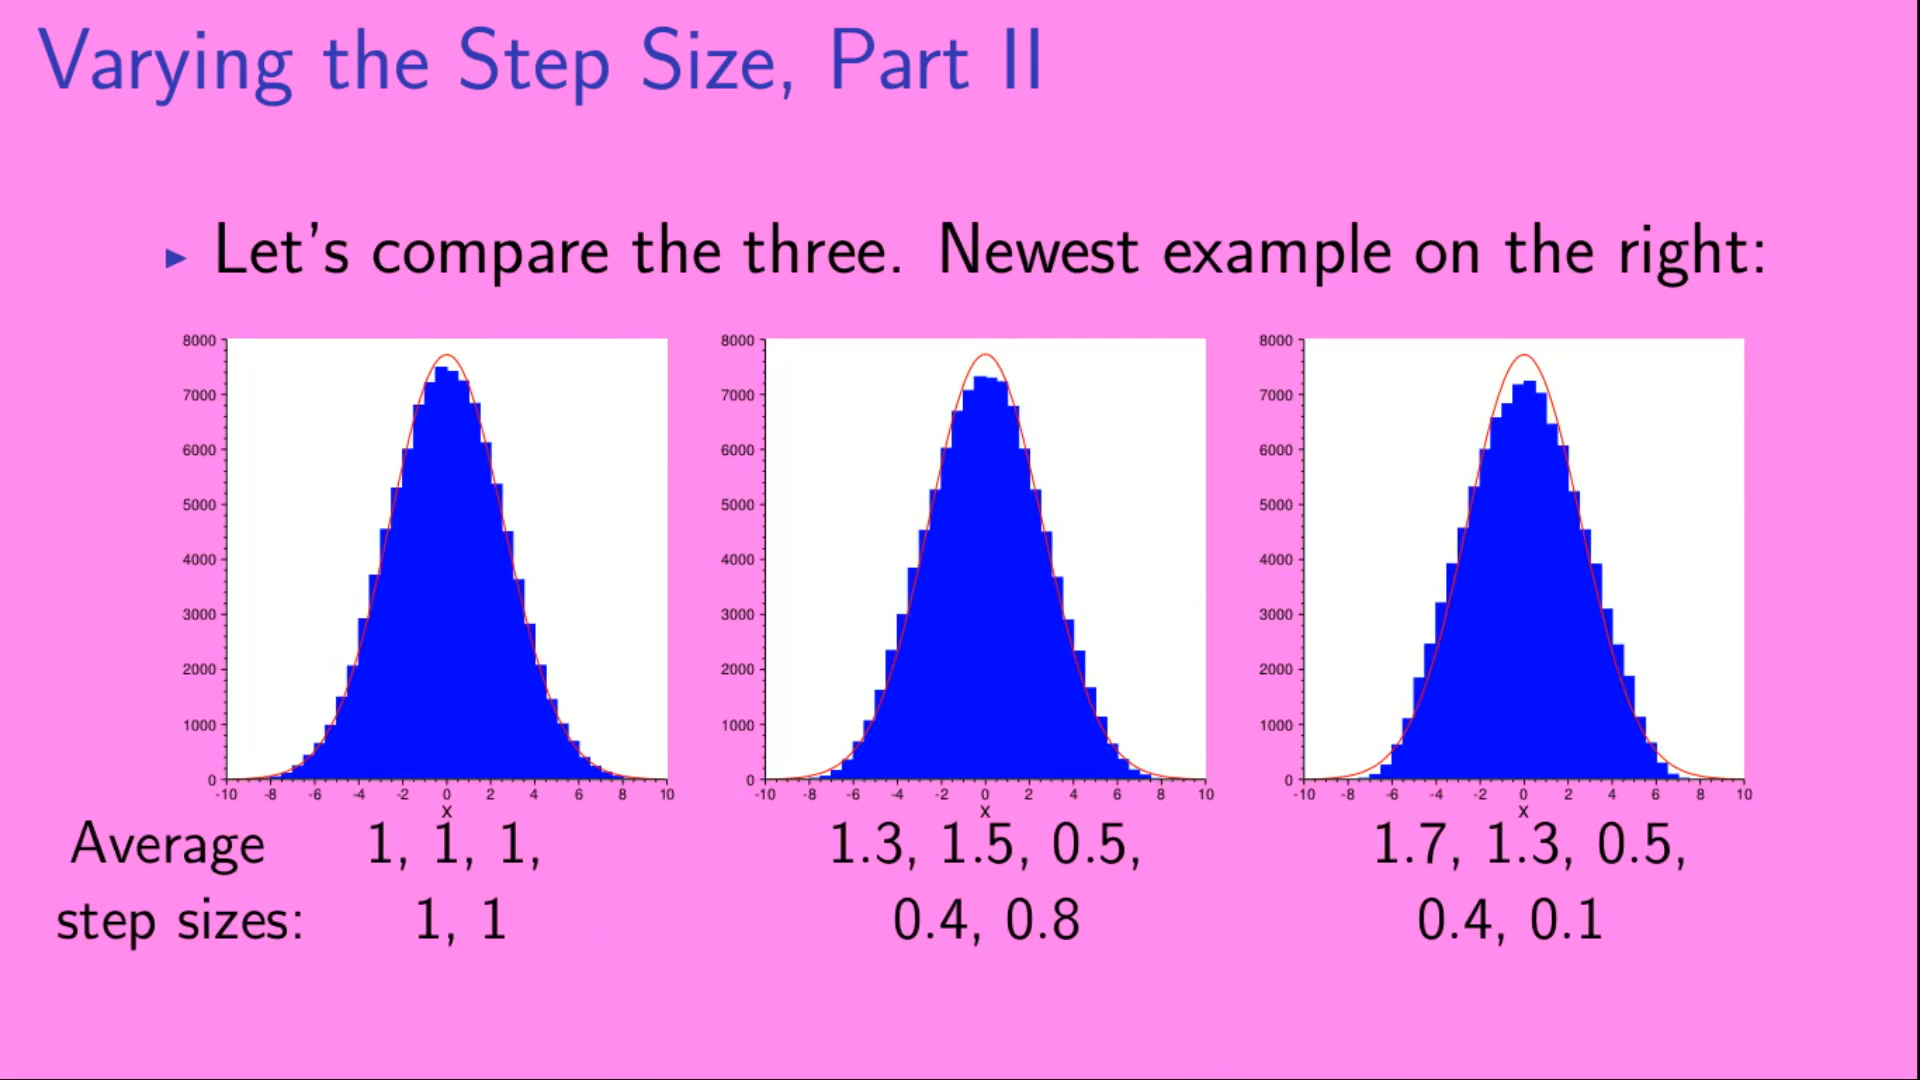 Varying the Step Size, Part II
Let's compare the three. Newest example on the right:
8000
7000
6000
5000
4000
3000
2000
1000
0
-10 -8 -6 -4 -2 0 2 4 6 8 10
x
8000
7000
6000
5000
4000
3000
2000
1000
0
-10 -8 -6 -4 -2 0 2 4 6 8 10
x
8000
7000
6000
5000
4000
3000
2000
1000
0
-10 -8 -6 -4 -2 0 2 4 6 8 10
x
Average 1, 1, 1, 1.3, 1.5, 0.5, 1.7, 1.3, 0.5,
step sizes: 1, 1 0.4, 0.8 0.4, 0.1